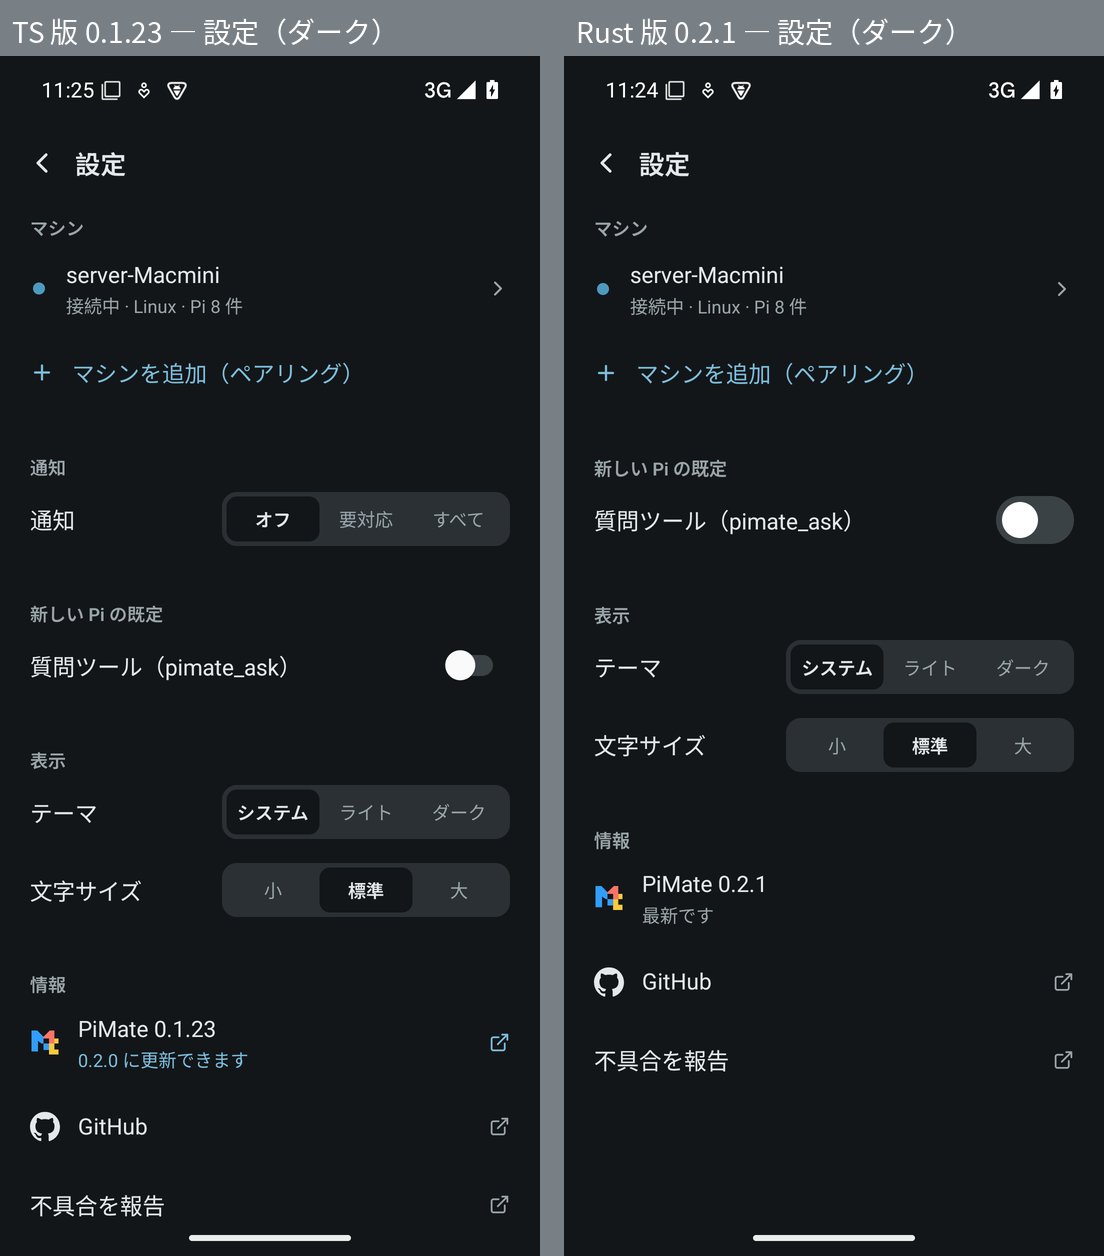 TS 版 0.1.23 — 設定（ダーク）
11:25
3G
設定
マシン
server-Macmini
接続中 · Linux · Pi 8 件
+ マシンを追加（ペアリング）
通知
通知 オフ 要対応 すべて
新しい Pi の既定
質問ツール（pimate_ask）
表示
テーマ システム ライト ダーク
文字サイズ 小 標準 大
情報
PiMate 0.1.23
0.2.0 に更新できます
GitHub
不具合を報告
Rust 版 0.2.1 — 設定（ダーク）
11:24
3G
設定
マシン
server-Macmini
接続中 · Linux · Pi 8 件
+ マシンを追加（ペアリング）
新しい Pi の既定
質問ツール（pimate_ask）
表示
テーマ システム ライト ダーク
文字サイズ 小 標準 大
情報
PiMate 0.2.1
最新です
GitHub
不具合を報告